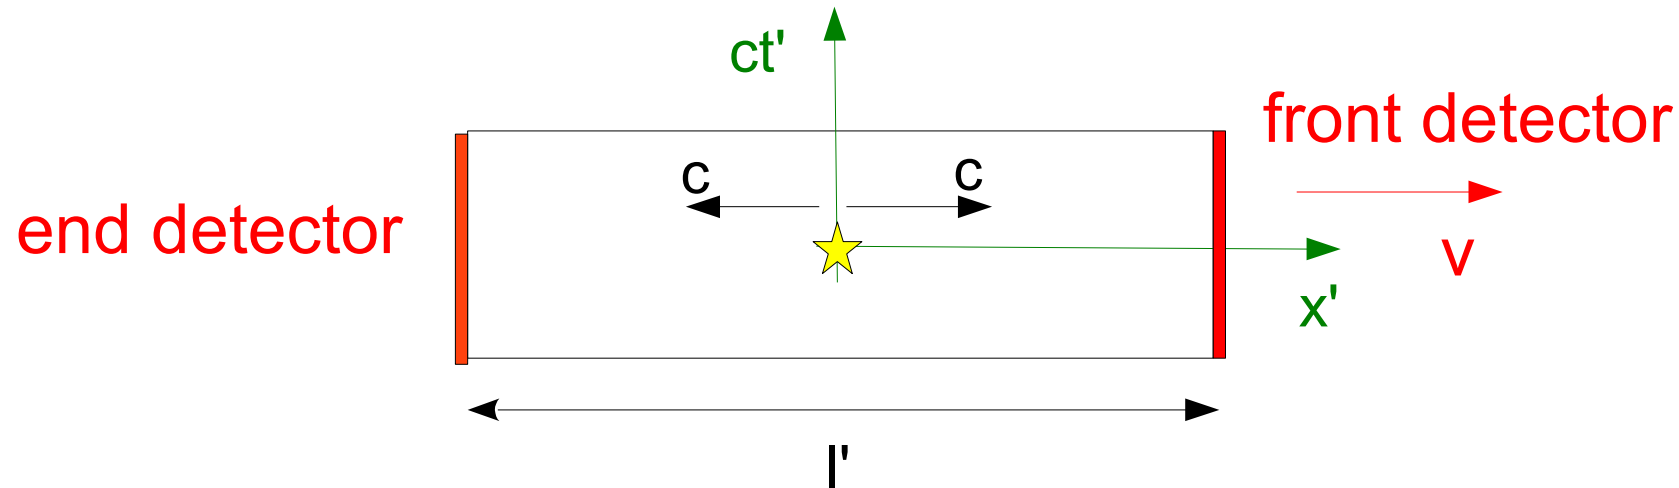 ct'
front detector
c
c
end detector
v
x'
l'